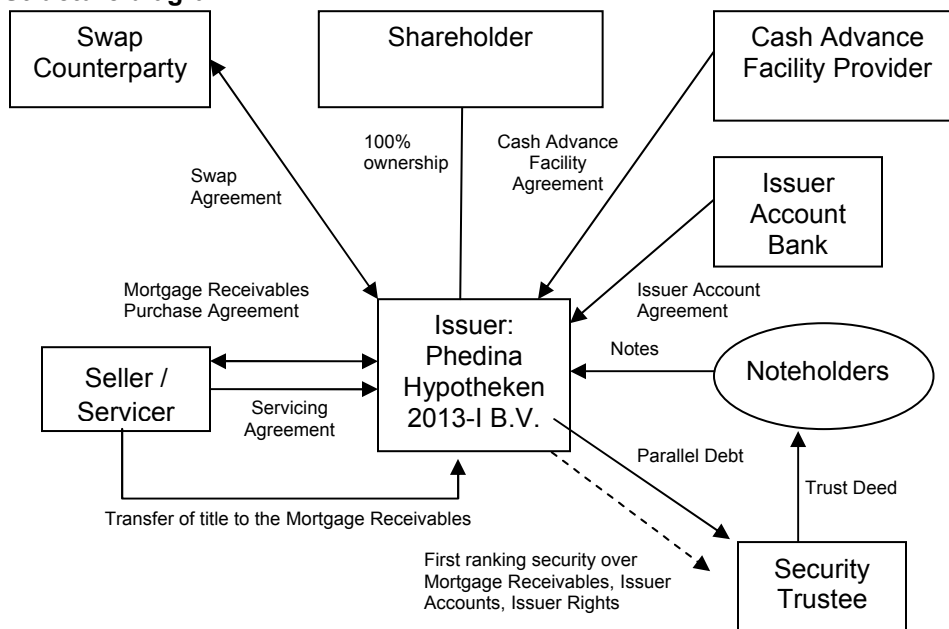 Swap
Counterparty
Shareholder
Cash Advance
Facility Provider
100%
ownership
Cash Advance
Facility
Agreement
Swap
Agreement
Issuer
Account
Bank
Mortgage Receivables
Purchase Agreement
Issuer Account
Agreement
Issuer:
Phedina
Hypotheken
2013-I B.V.
Notes
Noteholders
Seller /
Servicer
Servicing
Agreement
Parallel Debt
Trust Deed
Transfer of title to the Mortgage Receivables
First ranking security over
Mortgage Receivables, Issuer
Accounts, Issuer Rights
Security
Trustee